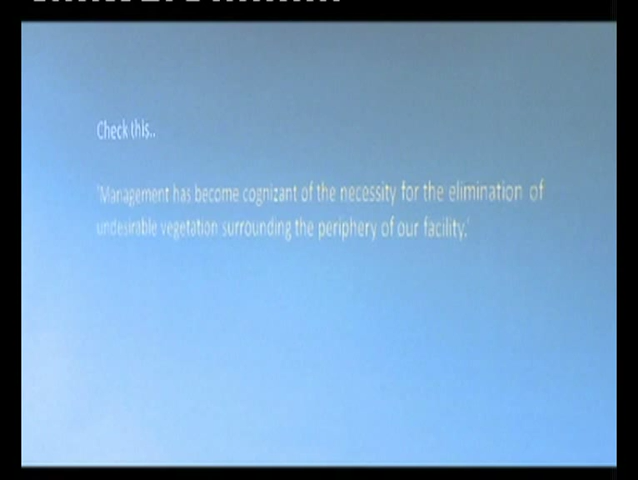 Check this..
'Management has become cognizant of the necessity for the elimination of
undesirable vegetation surrounding the periphery of our facility.'